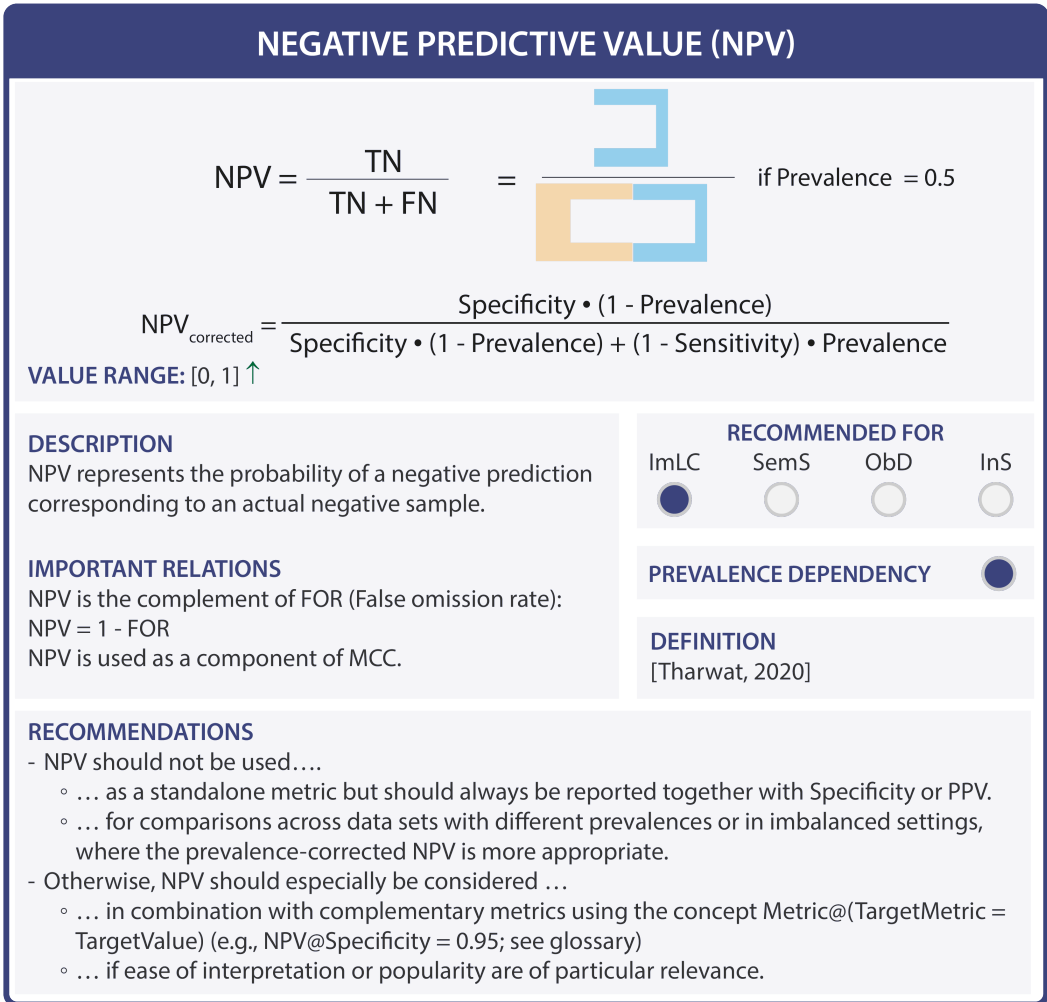 NEGATIVE PREDICTIVE VALUE (NPV)
NPV = TN / TN + FN = if Prevalence = 0.5
NPVcorrected = Specificity • (1 - Prevalence) / Specificity • (1 - Prevalence) + (1 - Sensitivity) • Prevalence
VALUE RANGE: [0, 1] ↑
DESCRIPTION
NPV represents the probability of a negative prediction
corresponding to an actual negative sample.
IMPORTANT RELATIONS
NPV is the complement of FOR (False omission rate):
NPV = 1 - FOR
NPV is used as a component of MCC.
RECOMMENDED FOR
ImLC SemS ObD InS
PREVALENCE DEPENDENCY
DEFINITION
[Tharwat, 2020]
RECOMMENDATIONS
- NPV should not be used….
◦ … as a standalone metric but should always be reported together with Specificity or PPV.
◦ … for comparisons across data sets with different prevalences or in imbalanced settings,
where the prevalence-corrected NPV is more appropriate.
- Otherwise, NPV should especially be considered …
◦ … in combination with complementary metrics using the concept Metric@(TargetMetric =
TargetValue) (e.g., NPV@Specificity = 0.95; see glossary)
◦ … if ease of interpretation or popularity are of particular relevance.